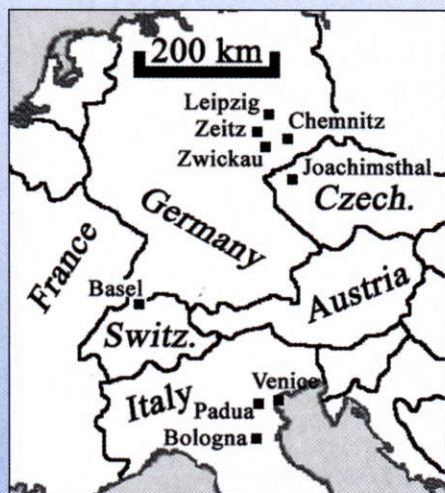 200 km
Leipzig
Chemnitz
Zeitz
Zwickau
Joachimsthal
Czech.
Germany
France
Basel
Austria
Switz.
Italy
Venice
Padua
Bologna